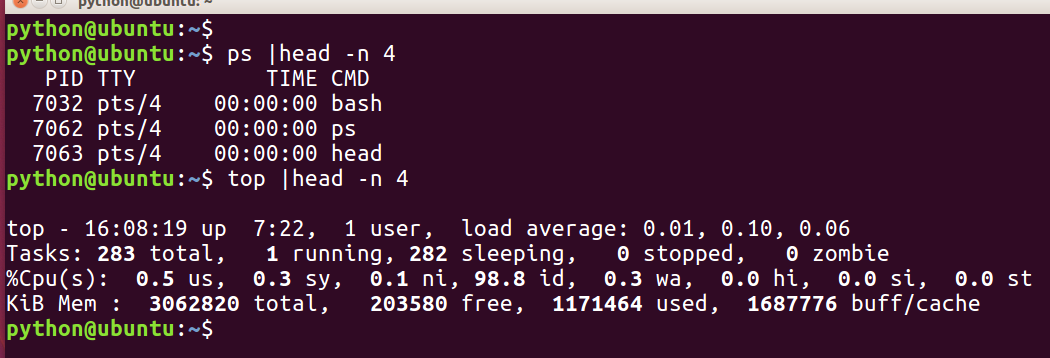 python@ubuntu: ~
python@ubuntu:~$
python@ubuntu:~$ ps |head -n 4
   PID TTY          TIME CMD
  7032 pts/4    00:00:00 bash
  7062 pts/4    00:00:00 ps
  7063 pts/4    00:00:00 head
python@ubuntu:~$ top |head -n 4
top - 16:08:19 up  7:22,  1 user,  load average: 0.01, 0.10, 0.06
Tasks: 283 total,   1 running, 282 sleeping,   0 stopped,   0 zombie
%Cpu(s):  0.5 us,  0.3 sy,  0.1 ni, 98.8 id,  0.3 wa,  0.0 hi,  0.0 si,  0.0 st
KiB Mem :  3062820 total,   203580 free,  1171464 used,  1687776 buff/cache
python@ubuntu:~$